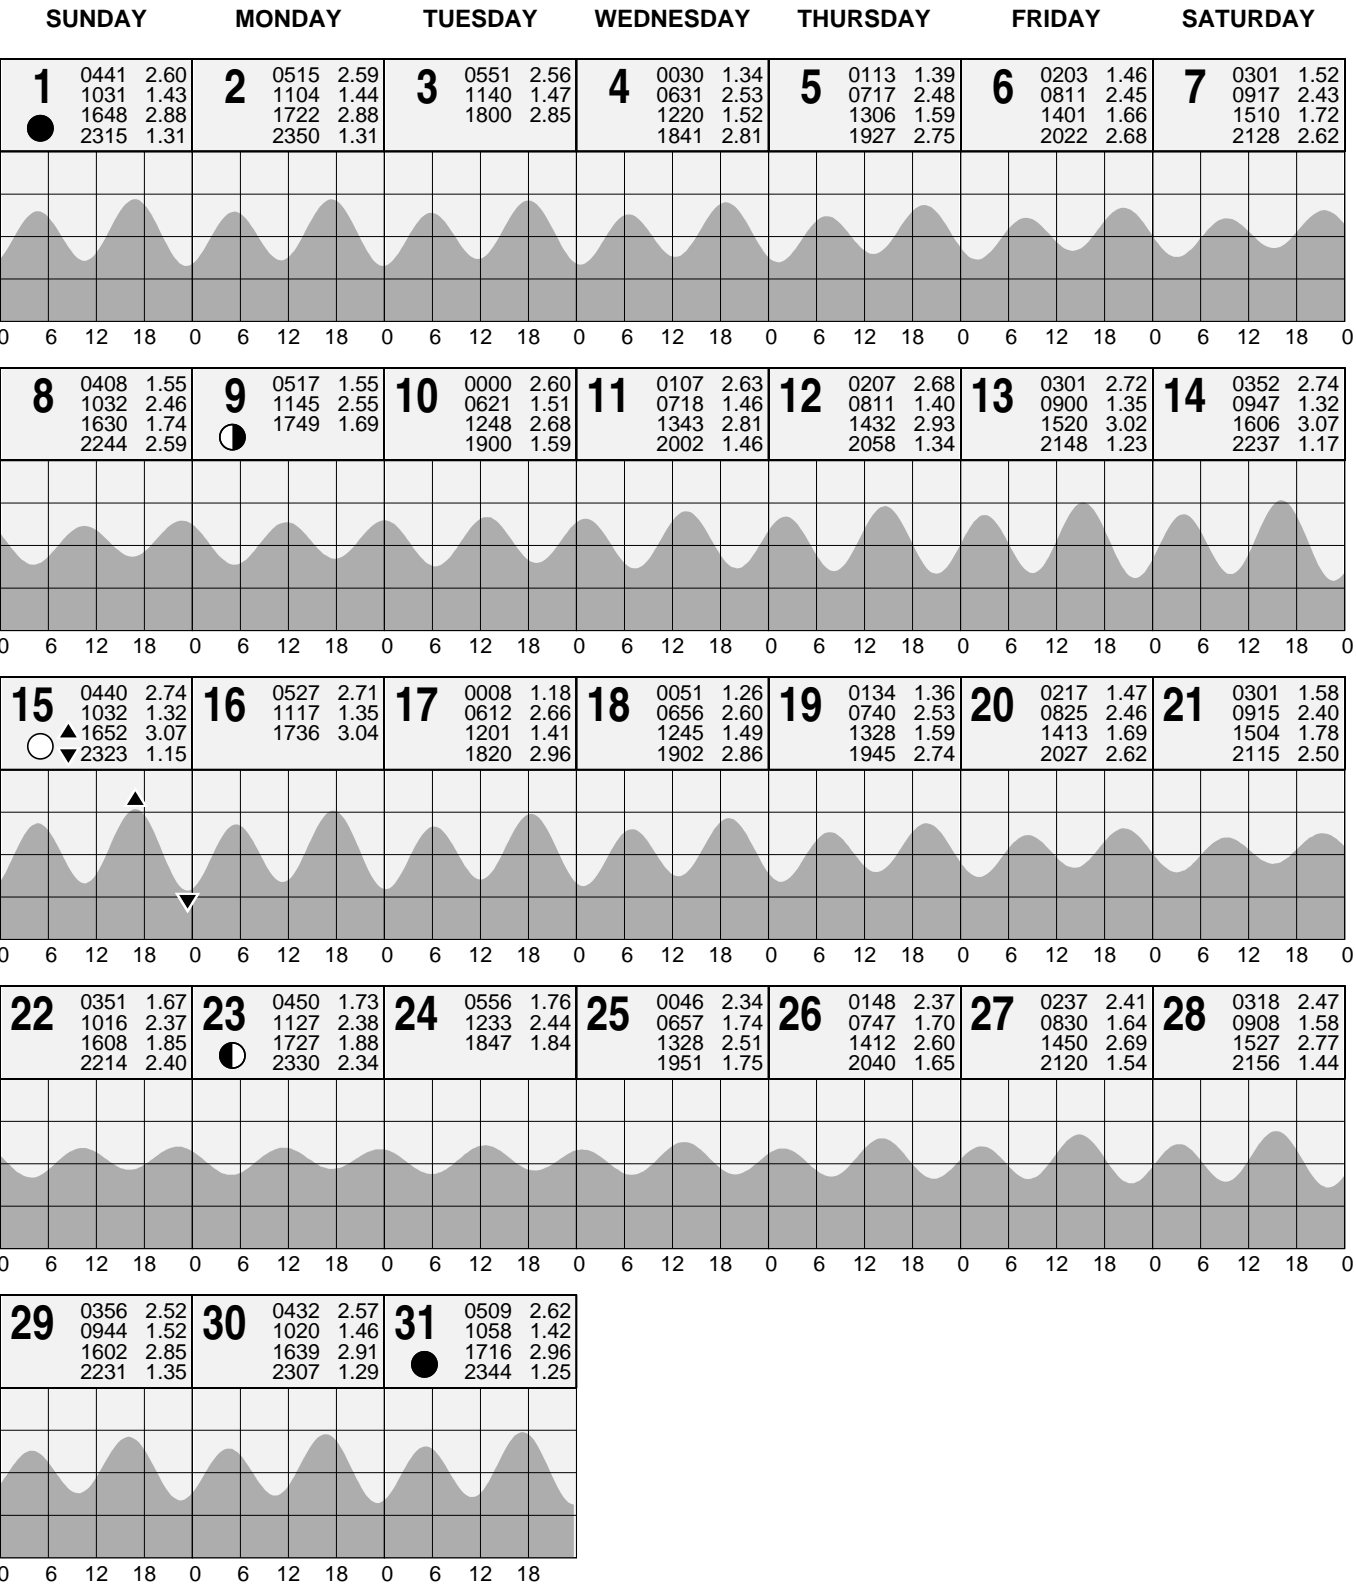 SUNDAY MONDAY TUESDAY WEDNESDAY THURSDAY FRIDAY SATURDAY
1 0441 2.60 2 0515 2.59 3 0551 2.56 4 0030 1.34 5 0113 1.39 6 0203 1.46 7 0301 1.52
1031 1.43 1104 1.44 1140 1.47 0631 2.53 0717 2.48 0811 2.45 0917 2.43
1648 2.88 1722 2.88 1800 2.85 1220 1.52 1306 1.59 1401 1.66 1510 1.72
2315 1.31 2350 1.31 1841 2.81 1927 2.75 2022 2.68 2128 2.62
0 6 12 18 0 6 12 18 0 6 12 18 0 6 12 18 0 6 12 18 0 6 12 18 0 6 12 18 0
8 0408 1.55 9 0517 1.55 10 0000 2.60 11 0107 2.63 12 0207 2.68 13 0301 2.72 14 0352 2.74
1032 2.46 1145 2.55 0621 1.51 0718 1.46 0811 1.40 0900 1.35 0947 1.32
1630 1.74 1749 1.69 1248 2.68 1343 2.81 1432 2.93 1520 3.02 1606 3.07
2244 2.59 1900 1.59 2002 1.46 2058 1.34 2148 1.23 2237 1.17
0 6 12 18 0 6 12 18 0 6 12 18 0 6 12 18 0 6 12 18 0 6 12 18 0 6 12 18 0
15 0440 2.74 16 0527 2.71 17 0008 1.18 18 0051 1.26 19 0134 1.36 20 0217 1.47 21 0301 1.58
1032 1.32 1117 1.35 0612 2.66 0656 2.60 0740 2.53 0825 2.46 0915 2.40
1652 3.07 1736 3.04 1201 1.41 1245 1.49 1328 1.59 1413 1.69 1504 1.78
2323 1.15 1820 2.96 1902 2.86 1945 2.74 2027 2.62 2115 2.50
0 6 12 18 0 6 12 18 0 6 12 18 0 6 12 18 0 6 12 18 0 6 12 18 0 6 12 18 0
22 0351 1.67 23 0450 1.73 24 0556 1.76 25 0046 2.34 26 0148 2.37 27 0237 2.41 28 0318 2.47
1016 2.37 1127 2.38 1233 2.44 0657 1.74 0747 1.70 0830 1.64 0908 1.58
1608 1.85 1727 1.88 1847 1.84 1328 2.51 1412 2.60 1450 2.69 1527 2.77
2214 2.40 2330 2.34 1951 1.75 2040 1.65 2120 1.54 2156 1.44
0 6 12 18 0 6 12 18 0 6 12 18 0 6 12 18 0 6 12 18 0 6 12 18 0 6 12 18 0
29 0356 2.52 30 0432 2.57 31 0509 2.62
0944 1.52 1020 1.46 1058 1.42
1602 2.85 1639 2.91 1716 2.96
2231 1.35 2307 1.29 2344 1.25
0 6 12 18 0 6 12 18 0 6 12 18